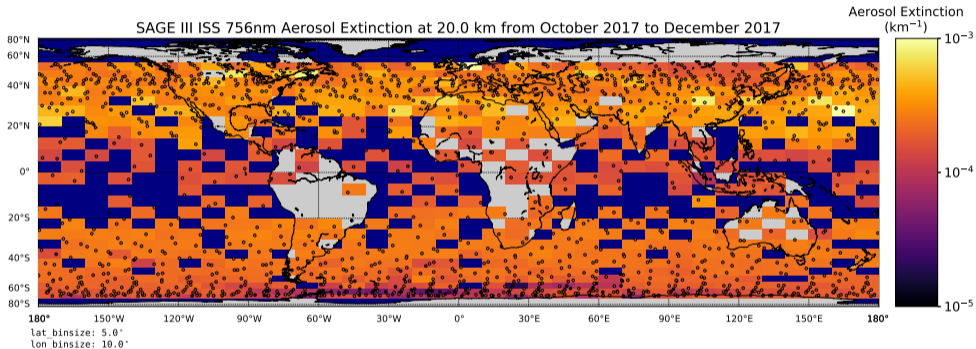 SAGE III ISS 756nm Aerosol Extinction at 20.0 km from October 2017 to December 2017
Aerosol Extinction
(km⁻¹)
80°N
60°N
40°N
20°N
0°
20°S
40°S
60°S
80°S
180°
150°W
120°W
90°W
60°W
30°W
0°
30°E
60°E
90°E
120°E
150°E
180°
10⁻³
10⁻⁴
10⁻⁵
lat_binsize: 5.0°
lon_binsize: 10.0°